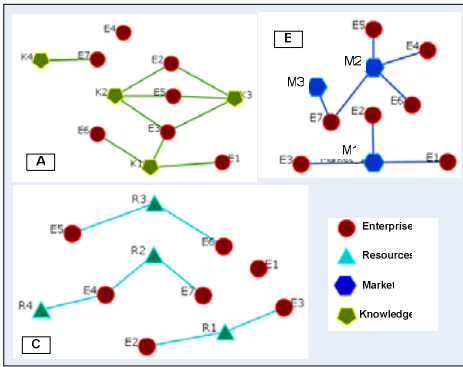 E4
K4
E7
E2
K2
E5
K3
E6
E3
K1
E1
A
E5
E
M2
E4
M3
E2
E6
E7
M1
E3
E1
R3
E5
E6
R2
E1
E4
E7
E3
R4
R1
E2
C
Enterprise
Resources
Market
Knowledge